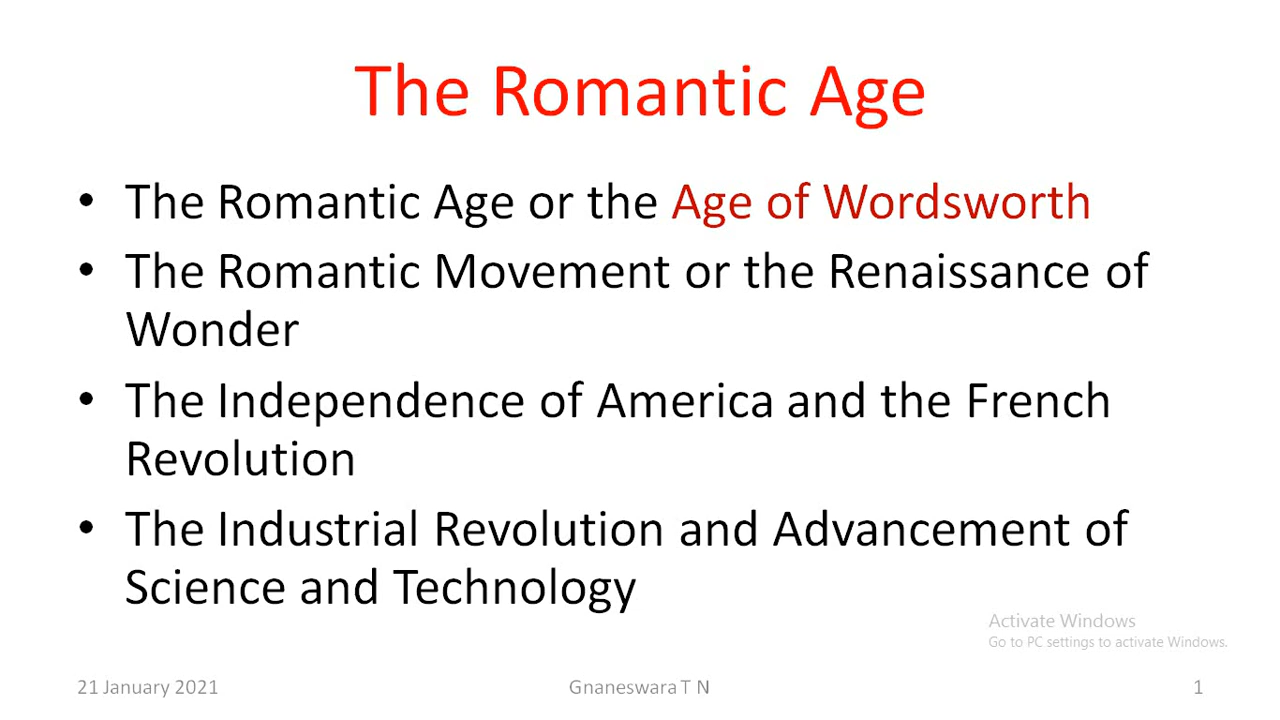 The Romantic Age
• The Romantic Age or the Age of Wordsworth
• The Romantic Movement or the Renaissance of
Wonder
• The Independence of America and the French
Revolution
• The Industrial Revolution and Advancement of
Science and Technology
Activate Windows
Go to PC settings to activate Windows.
21 January 2021
Gnaneswara T N
1